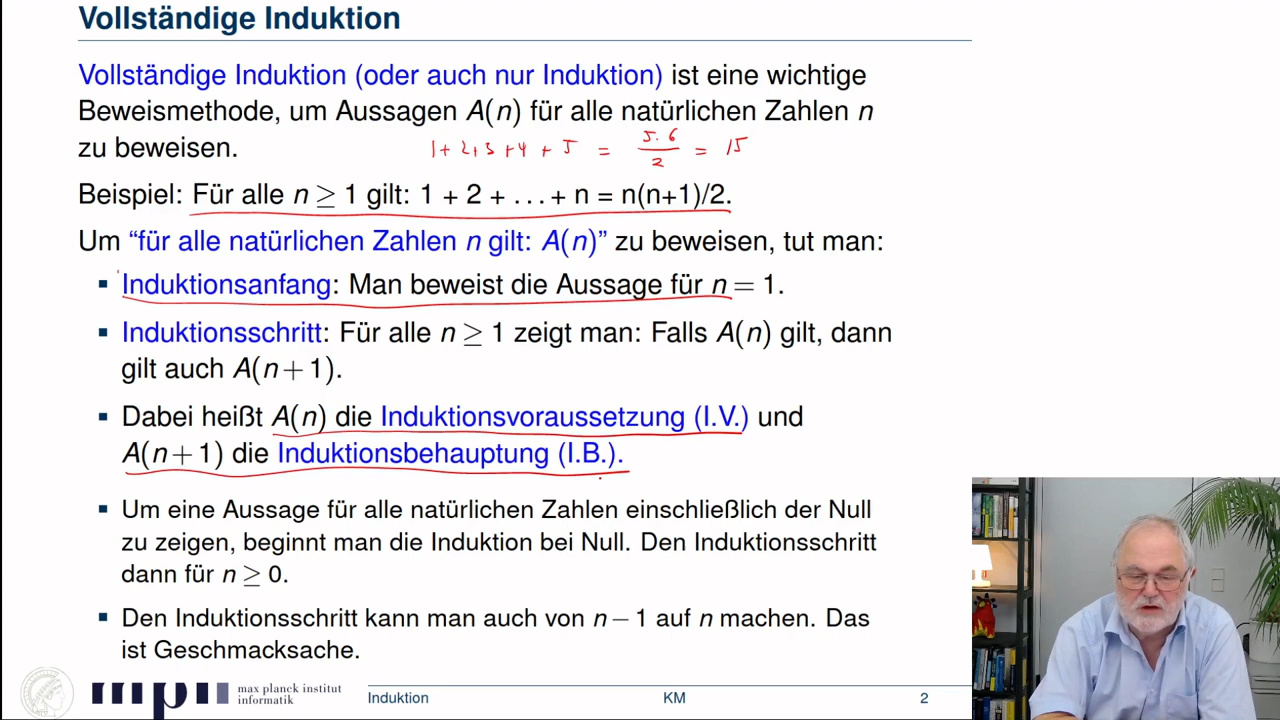 Vollständige Induktion
Vollständige Induktion (oder auch nur Induktion) ist eine wichtige
Beweismethode, um Aussagen A(n) für alle natürlichen Zahlen n
zu beweisen.
1+2+3+4+5 = 5·6/2 = 15
Beispiel: Für alle n ≥ 1 gilt: 1 + 2 + … + n = n(n+1)/2.
Um “für alle natürlichen Zahlen n gilt: A(n)” zu beweisen, tut man:
▪ Induktionsanfang: Man beweist die Aussage für n = 1.
▪ Induktionsschritt: Für alle n ≥ 1 zeigt man: Falls A(n) gilt, dann
gilt auch A(n+1).
▪ Dabei heißt A(n) die Induktionsvoraussetzung (I.V.) und
A(n+1) die Induktionsbehauptung (I.B.).
▪ Um eine Aussage für alle natürlichen Zahlen einschließlich der Null
zu zeigen, beginnt man die Induktion bei Null. Den Induktionsschritt
dann für n ≥ 0.
▪ Den Induktionsschritt kann man auch von n−1 auf n machen. Das
ist Geschmacksache.
max planck institut
informatik
Induktion
KM
2